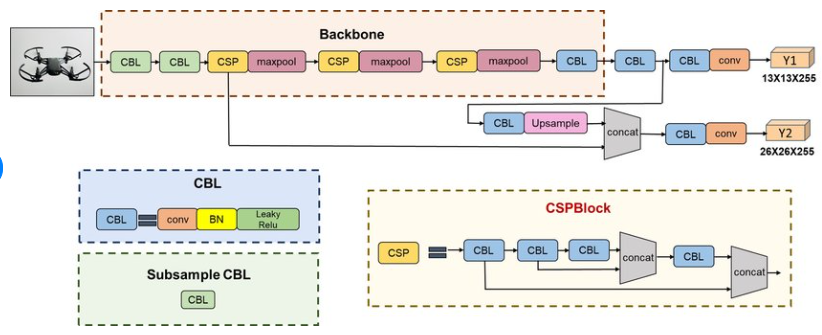 Backbone
CBL CBL CSP maxpool CSP maxpool CSP maxpool CBL CBL CBL conv Y1
13X13X255
CBL Upsample concat CBL conv Y2
26X26X255
CBL
CBL conv BN Leaky Relu
Subsample CBL
CBL
CSPBlock
CSP CBL CBL CBL concat CBL concat